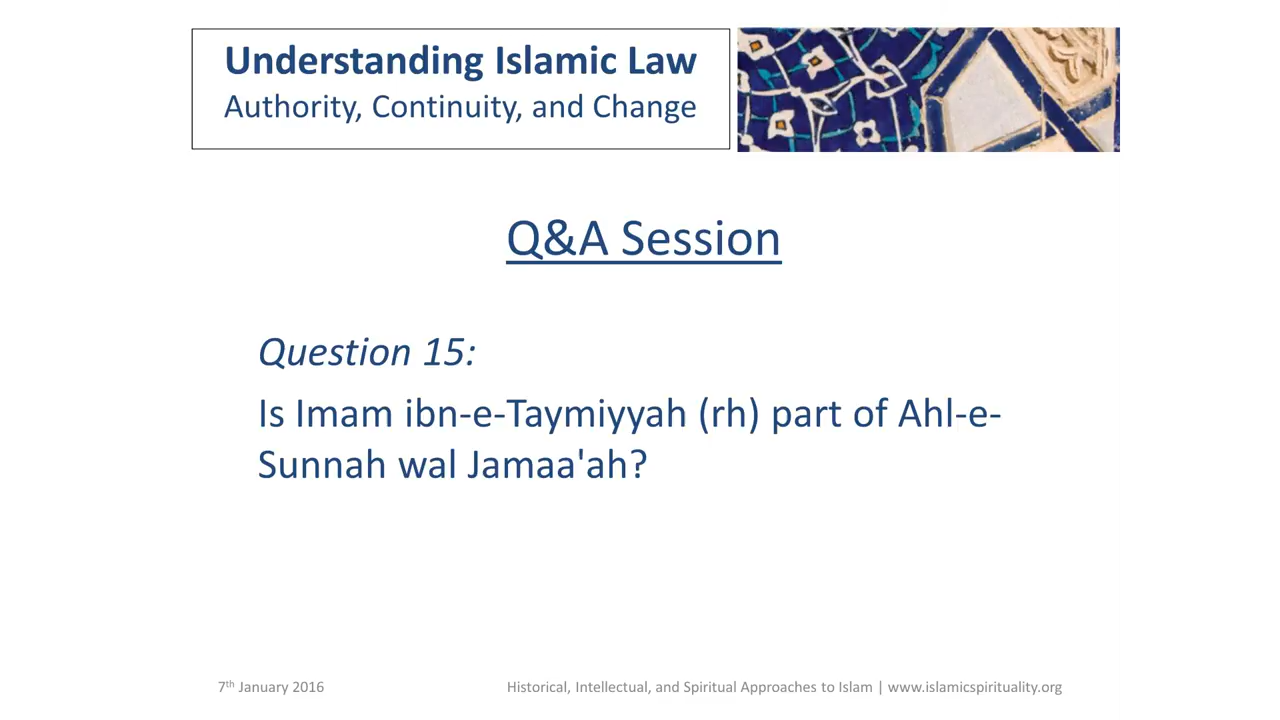 Understanding Islamic Law
Authority, Continuity, and Change
Q&A Session
Question 15:
Is Imam ibn-e-Taymiyyah (rh) part of Ahl-e-
Sunnah wal Jamaa'ah?
7th January 2016
Historical, Intellectual, and Spiritual Approaches to Islam | www.islamicspirituality.org